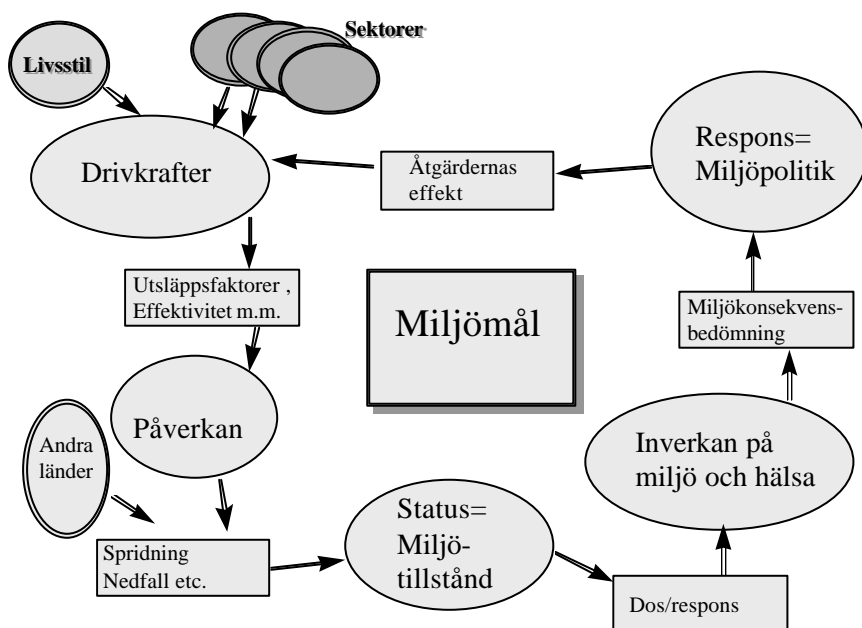 Sektorer
Livsstil
Drivkrafter
Åtgärdernas
effekt
Respons=
Miljöpolitik
Utsläppsfaktorer ,
Effektivitet m.m.
Miljömål
Miljökonsekvens-
bedömning
Påverkan
Andra
länder
Inverkan på
miljö och hälsa
Status=
Miljö-
tillstånd
Spridning
Nedfall etc.
Dos/respons